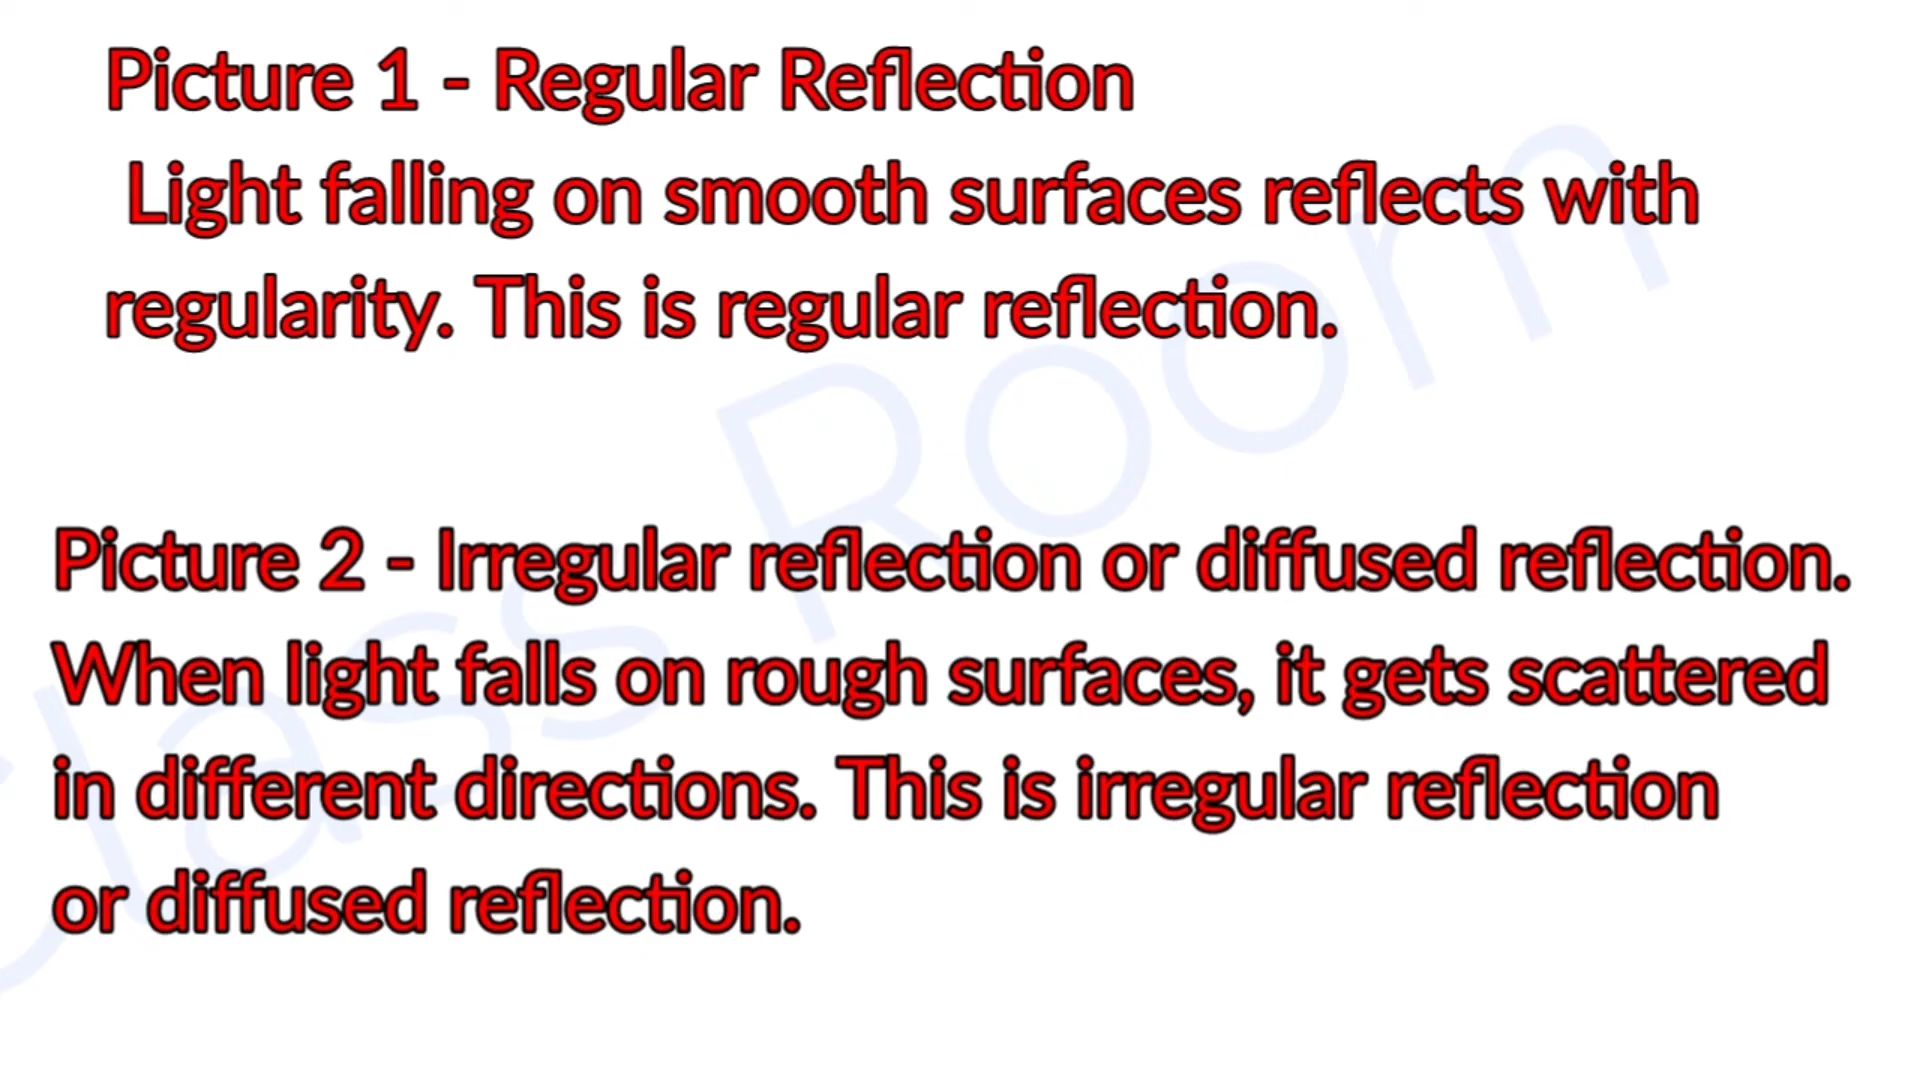 Picture 1 - Regular Reflection
Light falling on smooth surfaces reflects with
regularity. This is regular reflection.
Picture 2 - Irregular reflection or diffused reflection.
When light falls on rough surfaces, it gets scattered
in different directions. This is irregular reflection
or diffused reflection.
Class Room